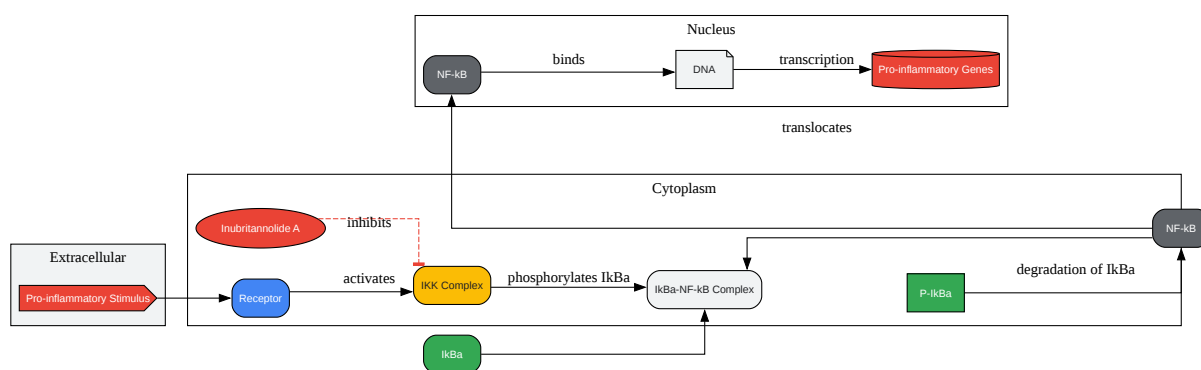 Nucleus
NF-kB
binds
DNA
transcription
Pro-inflammatory Genes
translocates
Cytoplasm
Inubritannolide A
inhibits
NF-kB
Extracellular
Pro-inflammatory Stimulus
Receptor
activates
IKK Complex
phosphorylates IkBa
IkBa-NF-kB Complex
P-IkBa
degradation of IkBa
IkBa